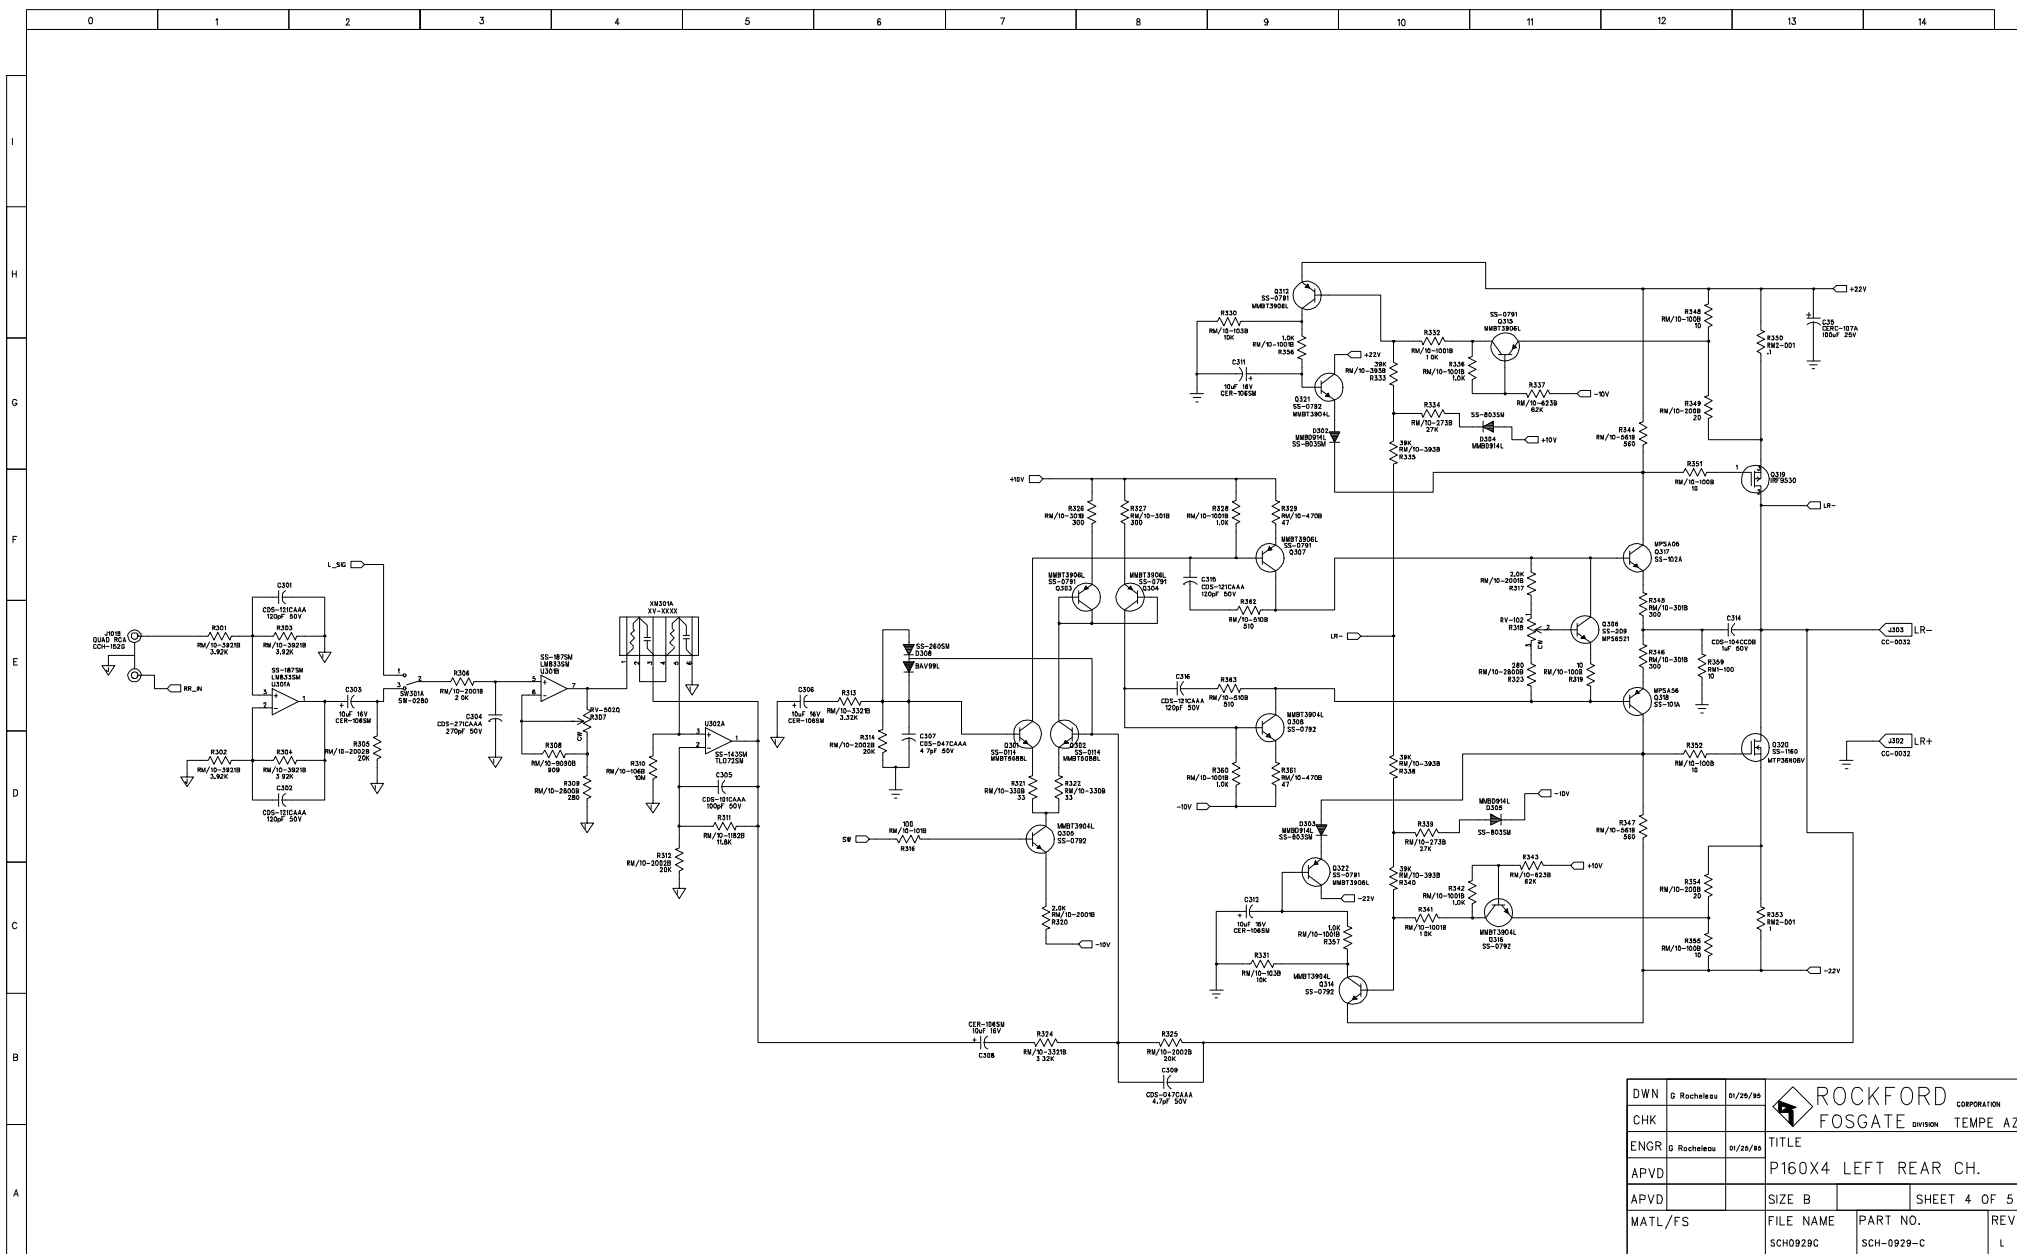 0 1 2 3 4 5 6 7 8 9 10 11 12 13 14
I
H
G
F
E
D
C
B
A
J101B
QUAD RCA
CCH-152G
RR_IN
L_SIG
C301
CDS-121CAAA
120pF 50V
R301
RM/10-3921B
3.92K
R303
RM/10-3921B
3.92K
SS-187SM
LM833SM
U301A
R302
RM/10-3921B
3.92K
R304
RM/10-3921B
3.92K
C302
CDS-121CAAA
120pF 50V
C303
10uF 16V
CER-106SM
R305
RM/10-2002B
20K
SW301A
SW-0280
R306
RM/10-2001B
2.0K
C304
CDS-271CAAA
270pF 50V
SS-187SM
LM833SM
U301B
RV-502Q
R307
CW
R308
RM/10-9090B
909
R309
RM/10-2800B
280
XM301A
XV-XXXX
1 2 3 4 5 6
R310
RM/10-106B
10M
U302A
SS-143SM
TL072SM
C305
CDS-101CAAA
100pF 50V
R311
RM/10-1182B
11.8K
R312
RM/10-2002B
20K
C306
10uF 16V
CER-106SM
R313
RM/10-3321B
3.32K
R314
RM/10-2002B
20K
SS-260SM
D308
BAV99L
C307
CDS-047CAAA
4.7pF 50V
SW
100
RM/10-101B
R316
Q301
SS-0114
MMBT5088L
Q302
SS-0114
MMBT5088L
R321
RM/10-330B
33
R322
RM/10-330B
33
MMBT3904L
Q305
SS-0792
2.0K
RM/10-2001B
R320
-10V
CER-106SM
10uF 16V
C308
R324
RM/10-3321B
3.32K
R325
RM/10-2002B
20K
C309
CDS-047CAAA
4.7pF 50V
+10V
R326
RM/10-301B
300
R327
RM/10-301B
300
R328
RM/10-1001B
1.0K
R329
RM/10-470B
47
MMBT3906L
SS-0791
Q303
MMBT3906L
SS-0791
Q304
MMBT3906L
SS-0791
Q307
C315
CDS-121CAAA
120pF 50V
R362
RM/10-510B
510
C316
CDS-121CAAA
120pF 50V
R363
RM/10-510B
510
MMBT3904L
Q308
SS-0792
R360
RM/10-1001B
1.0K
R361
RM/10-470B
47
-10V
Q312
SS-0791
MMBT3906L
R330
RM/10-103B
10K
1.0K
RM/10-1001B
R356
C311
10uF 16V
CER-106SM
+22V
Q321
SS-0792
MMBT3904L
D302
MMBD914L
SS-803SM
39K
RM/10-393B
R333
R332
RM/10-1001B
1.0K
R334
RM/10-273B
27K
39K
RM/10-393B
R335
SS-0791
Q315
MMBT3906L
R336
RM/10-1001B
1.0K
R337
RM/10-623B
62K
-10V
SS-803SM
D304
MMBD914L
+10V
LR-
2.0K
RM/10-2001B
R317
RV-102
R318
CW
280
RM/10-2800B
R323
Q306
SS-209
MPS6521
10
RM/10-100B
R319
39K
RM/10-393B
R338
R339
RM/10-273B
27K
MMBD914L
D305
SS-803SM
-10V
D303
MMBD914L
SS-803SM
Q322
SS-0791
MMBT3906L
-22V
39K
RM/10-393B
R340
R341
RM/10-1001B
1.0K
R342
RM/10-1001B
1.0K
R343
RM/10-623B
62K
+10V
MMBT3904L
Q316
SS-0792
C312
10uF 16V
CER-106SM
1.0K
RM/10-1001B
R357
R331
RM/10-103B
10K
MMBT3904L
Q314
SS-0792
+22V
R348
RM/10-100B
10
R350
RM2-001
.1
C35
CERC-107A
100uF 25V
R349
RM/10-200B
20
R344
RM/10-561B
560
R351
RM/10-100B
10
Q319
IRF9530
LR-
MPSA06
Q317
SS-102A
R345
RM/10-301B
300
C314
CDS-104CCDB
.1uF 50V
R346
RM/10-301B
300
R359
RM1-100
10
MPSA56
Q318
SS-101A
J303
LR-
CC-0032
J302
LR+
CC-0032
R352
RM/10-100B
10
Q320
SS-1160
MTP36N06V
R347
RM/10-561B
560
R354
RM/10-200B
20
R353
RM2-001
.1
R355
RM/10-100B
10
-22V
DWN G Rocheleau 01/25/95
CHK
ENGR G Rocheleau 01/25/95
APVD
APVD
MATL/FS
ROCKFORD CORPORATION
FOSGATE DIVISION TEMPE AZ
TITLE
P160X4 LEFT REAR CH.
SIZE B SHEET 4 OF 5
FILE NAME PART NO. REV
SCH0929C SCH-0929-C L